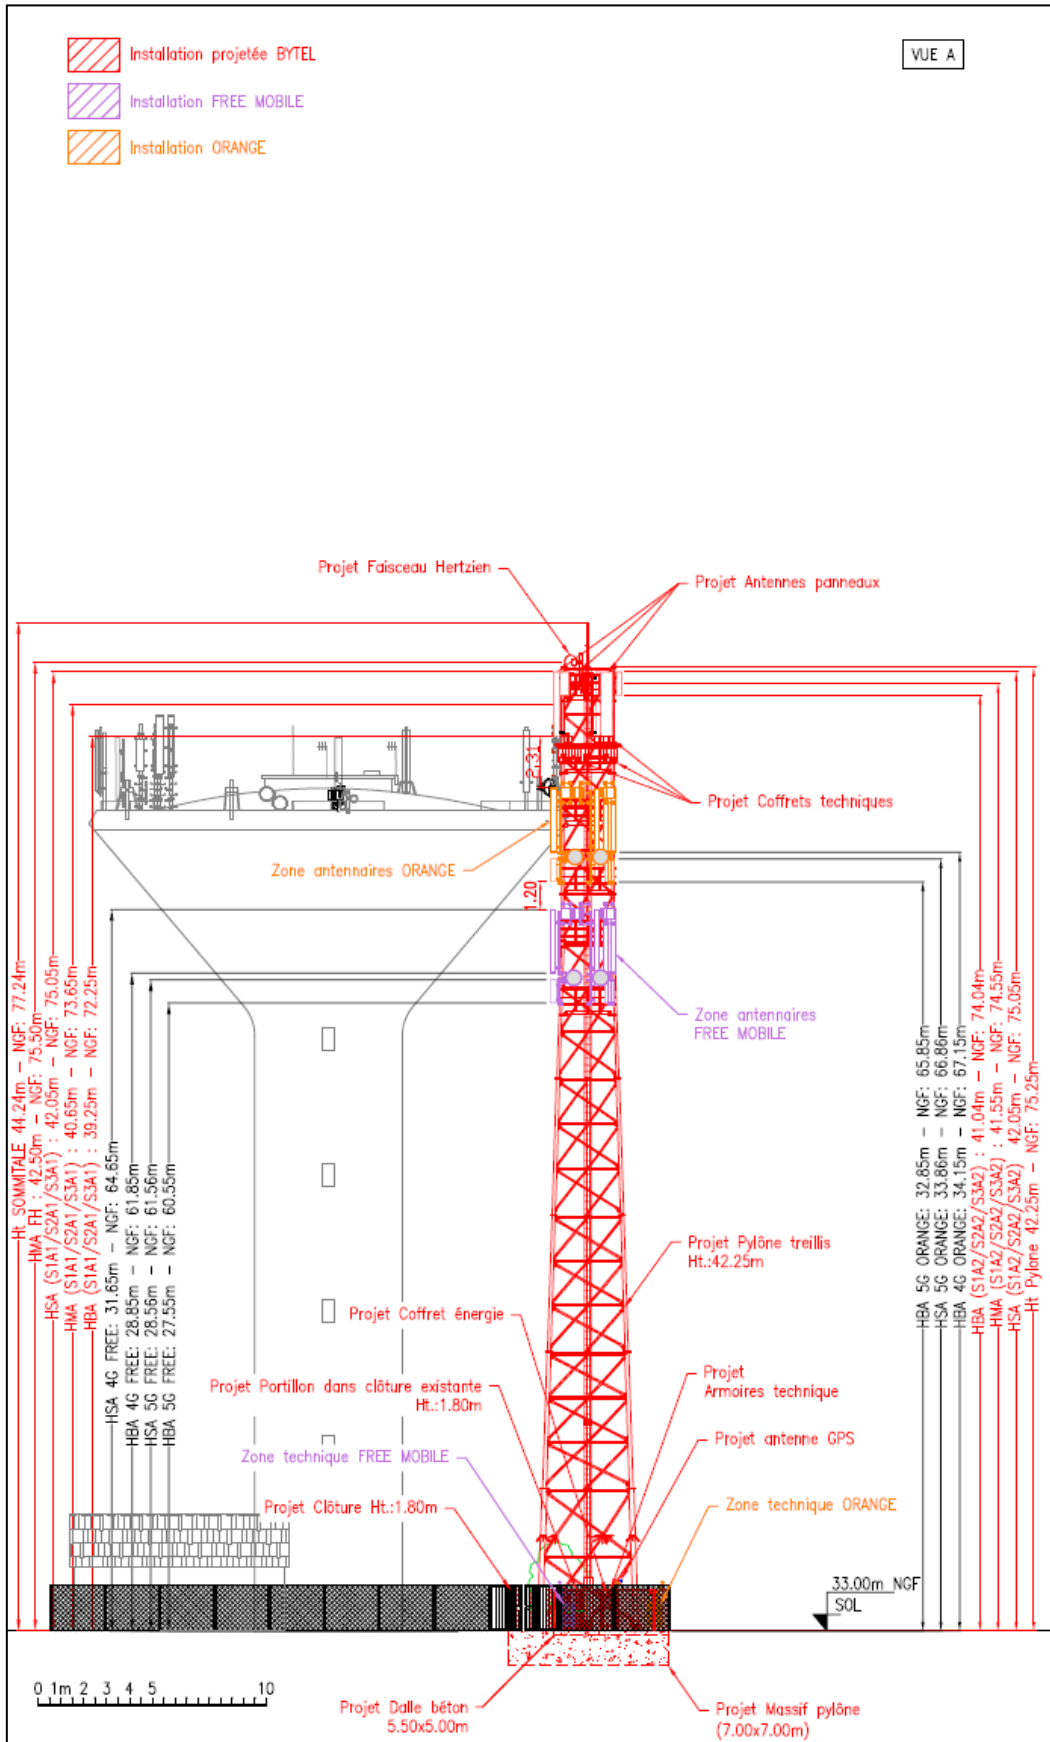 Installation projetée BYTEL
VUE A
Installation FREE MOBILE
Installation ORANGE
Projet Faisceau Hertzien
Projet Antennes panneaux
2.31
Projet Coffrets techniques
Zone antennaires ORANGE
1.20
Zone antennaires
FREE MOBILE
Ht SOMMITALE 44.24m – NGF: 77.24m
HMA FH : 42.50m – NGF: 75.50m
HSA (S1A1/S2A1/S3A1) : 42.05m – NGF: 75.05m
HMA (S1A1/S2A1/S3A1) : 40.65m – NGF: 73.65m
HBA (S1A1/S2A1/S3A1) : 39.25m – NGF: 72.25m
HSA 4G FREE: 31.65m – NGF: 64.65m
HBA 4G FREE: 28.85m – NGF: 61.85m
HSA 5G FREE: 28.56m – NGF: 61.56m
HBA 5G FREE: 27.55m – NGF: 60.55m
HBA 5G ORANGE: 32.85m – NGF: 65.85m
HSA 5G ORANGE: 33.86m – NGF: 66.86m
HBA 4G ORANGE: 34.15m – NGF: 67.15m
HBA (S1A2/S2A2/S3A2) : 41.04m – NGF: 74.04m
HMA (S1A2/S2A2/S3A2) : 41.55m – NGF: 74.55m
HSA (S1A2/S2A2/S3A2) : 42.05m – NGF: 75.05m
Ht Pylone 42.25m – NGF: 75.25m
Projet Pylône treillis
Ht.:42.25m
Projet Coffret énergie
Projet Portillon dans clôture existante
Ht.:1.80m
Projet
Armoires technique
Zone technique FREE MOBILE
Projet antenne GPS
Projet Clôture Ht.:1.80m
Zone technique ORANGE
33.00m NGF
SOL
0 1m 2 3 4 5 10
Projet Dalle béton
5.50x5.00m
Projet Massif pylône
(7.00x7.00m)